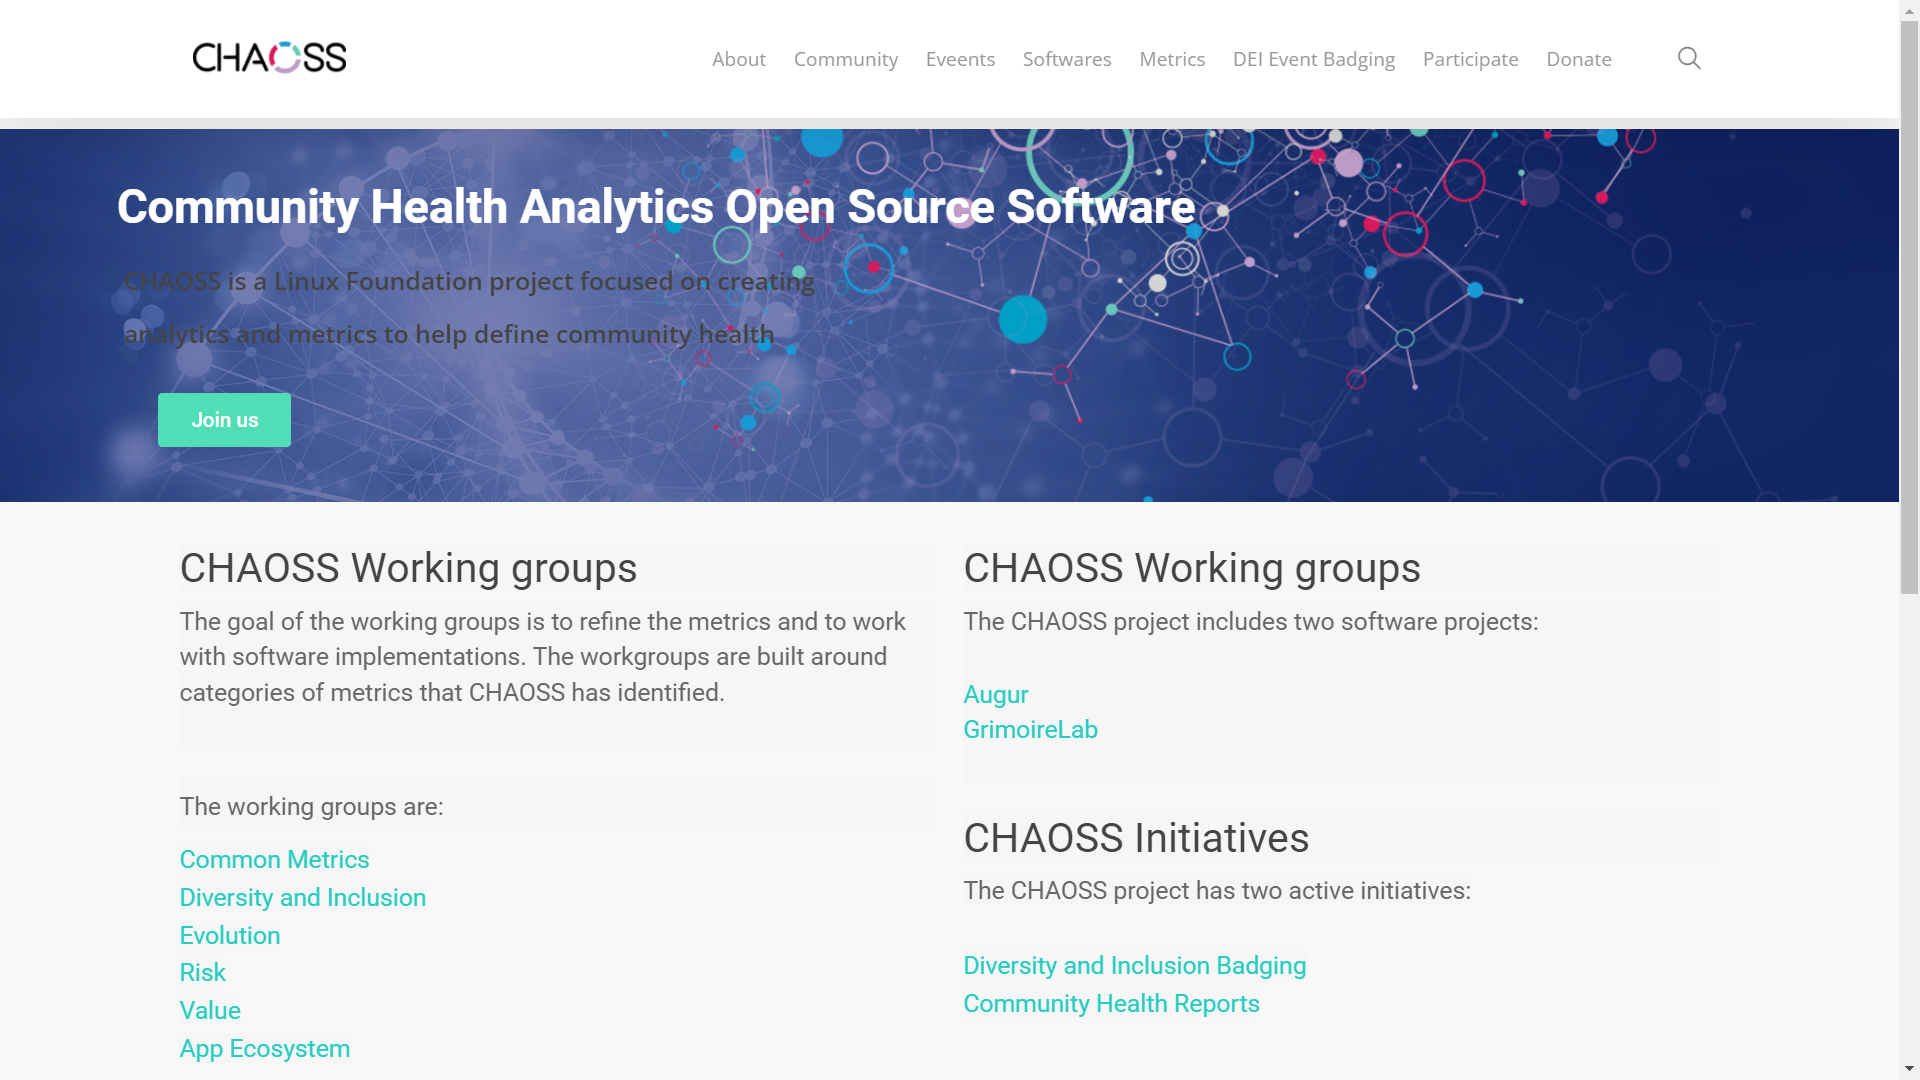 CHAOSS
About Community Eveents Softwares Metrics DEI Event Badging Participate Donate
Community Health Analytics Open Source Software
CHAOSS is a Linux Foundation project focused on creating
analytics and metrics to help define community health
Join us
CHAOSS Working groups
The goal of the working groups is to refine the metrics and to work
with software implementations. The workgroups are built around
categories of metrics that CHAOSS has identified.
The working groups are:
Common Metrics
Diversity and Inclusion
Evolution
Risk
Value
App Ecosystem
CHAOSS Working groups
The CHAOSS project includes two software projects:
Augur
GrimoireLab
CHAOSS Initiatives
The CHAOSS project has two active initiatives:
Diversity and Inclusion Badging
Community Health Reports